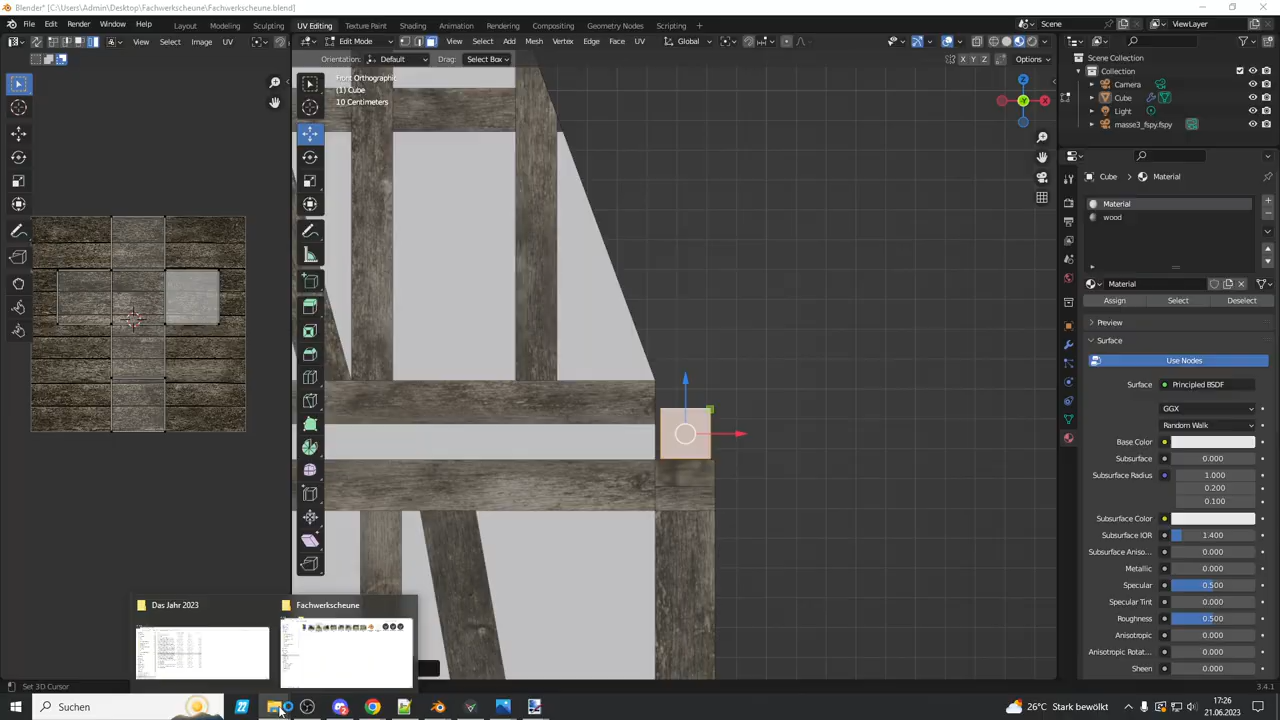 Blender* [C:\Users\Admin\Desktop\Fachwerkscheune\Fachwerkscheune.blend]
File Edit Render Window Help Layout Modeling Sculpting UV Editing Texture Paint Shading Animation Rendering Compositing Geometry Nodes Scripting Scene ViewLayer
View Select Image UV Edit Mode View Select Add Mesh Vertex Edge Face UV Global
Orientation: Default Drag: Select Box X Y Z Options
Front Orthographic
(1) Cube
10 Centimeters
Scene Collection
Collection
Camera
Cube
Light
masse3_fspy.fspy
Cube Material
Material
wood
Material
Assign Select Deselect
Preview
Surface
Use Nodes
Surface: Principled BSDF
GGX
Random Walk
Base Color
Subsurface 0.000
Subsurface Radius 1.000
0.200
0.100
Subsurface Color
Subsurface IOR 1.400
Subsurface Aniso... 0.000
Metallic 0.000
Specular 0.500
Specular Tint 0.000
Roughness 0.500
Anisotropic 0.000
Anisotropic Rotat... 0.000
Sheen 0.000
Das Jahr 2023 Fachwerkscheune
Set 3D Cursor 3.4.1
Suchen 26°C Stark bewölkt 17:26
21.06.2023